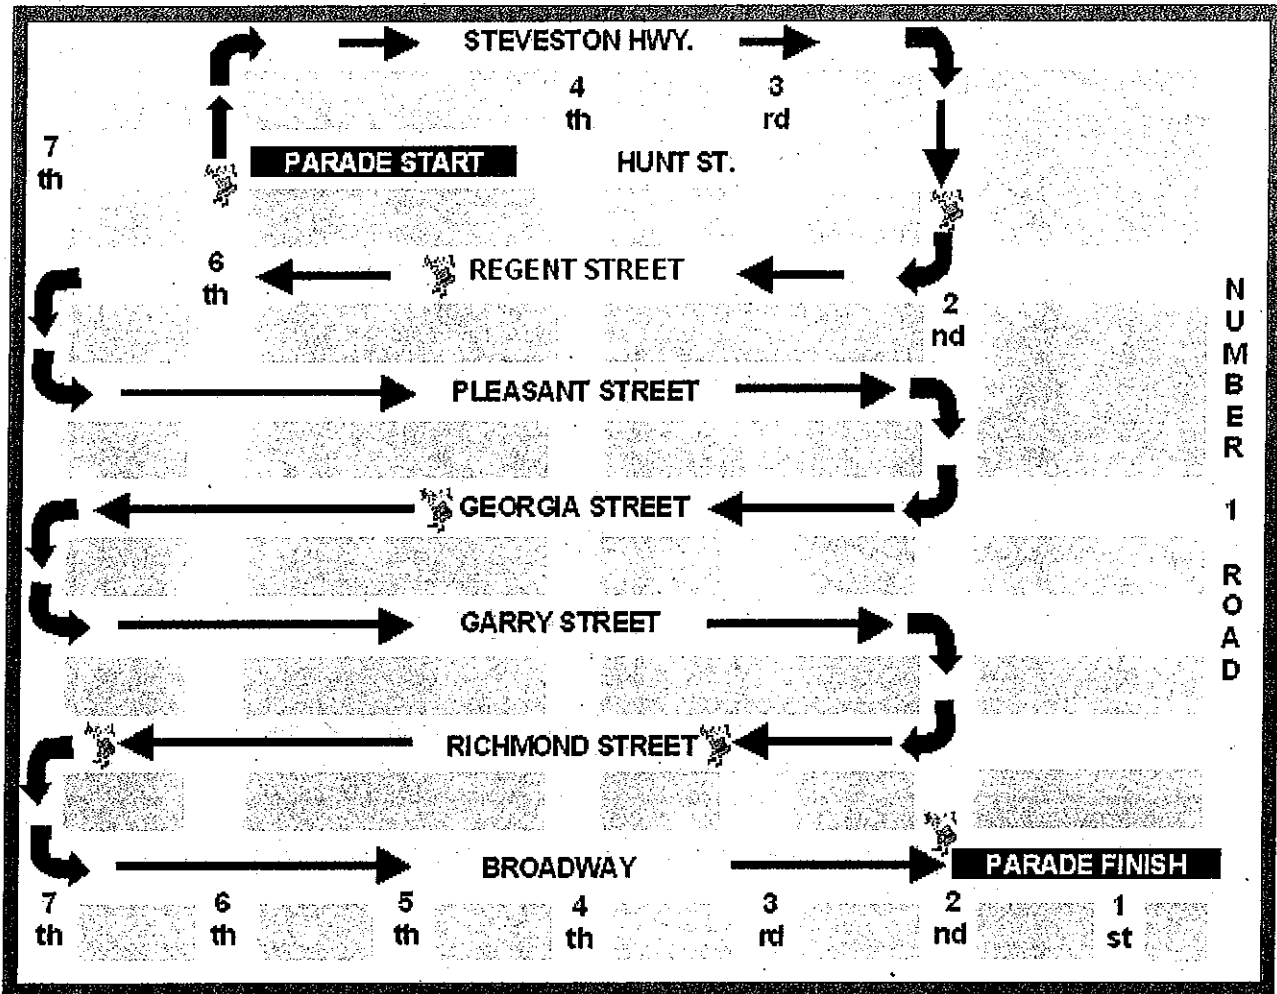 STEVESTON HWY.
4
th
3
rd
7
th
PARADE START
HUNT ST.
6
th
REGENT STREET
2
nd
NUMBER 1 ROAD
PLEASANT STREET
GEORGIA STREET
GARRY STREET
RICHMOND STREET
BROADWAY
PARADE FINISH
7
th
6
th
5
th
4
th
3
rd
2
nd
1
st